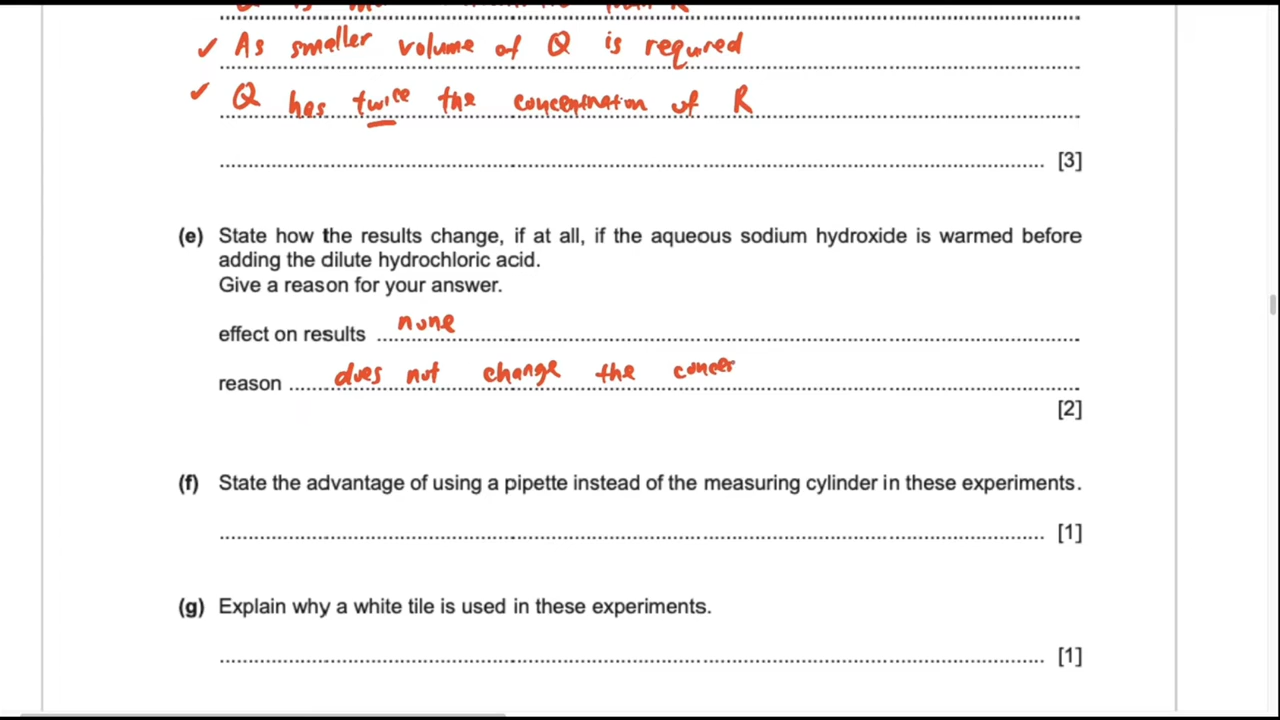 ✓ As smaller volume of Q is required
✓ Q has twice the concentration of R
[3]
(e) State how the results change, if at all, if the aqueous sodium hydroxide is warmed before
adding the dilute hydrochloric acid.
Give a reason for your answer.
effect on results none
reason does not change the concer
[2]
(f) State the advantage of using a pipette instead of the measuring cylinder in these experiments.
[1]
(g) Explain why a white tile is used in these experiments.
[1]